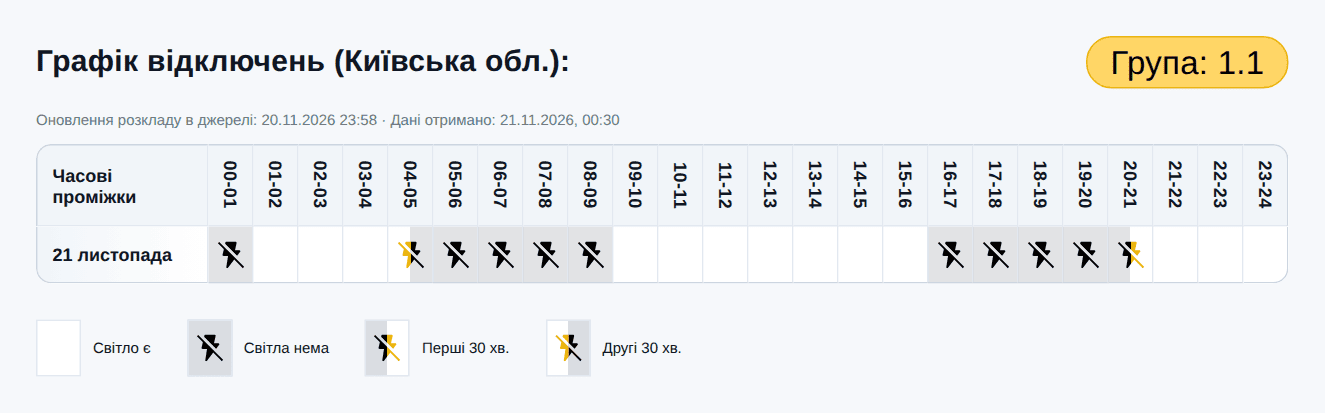 Графік відключень (Київська обл.):
Група: 1.1
Оновлення розкладу в джерелі: 20.11.2026 23:58 · Дані отримано: 21.11.2026, 00:30
Часові
проміжки
00-01
01-02
02-03
03-04
04-05
05-06
06-07
07-08
08-09
09-10
10-11
11-12
12-13
13-14
14-15
15-16
16-17
17-18
18-19
19-20
20-21
21-22
22-23
23-24
21 листопада
Світло є
Світла нема
Перші 30 хв.
Другі 30 хв.